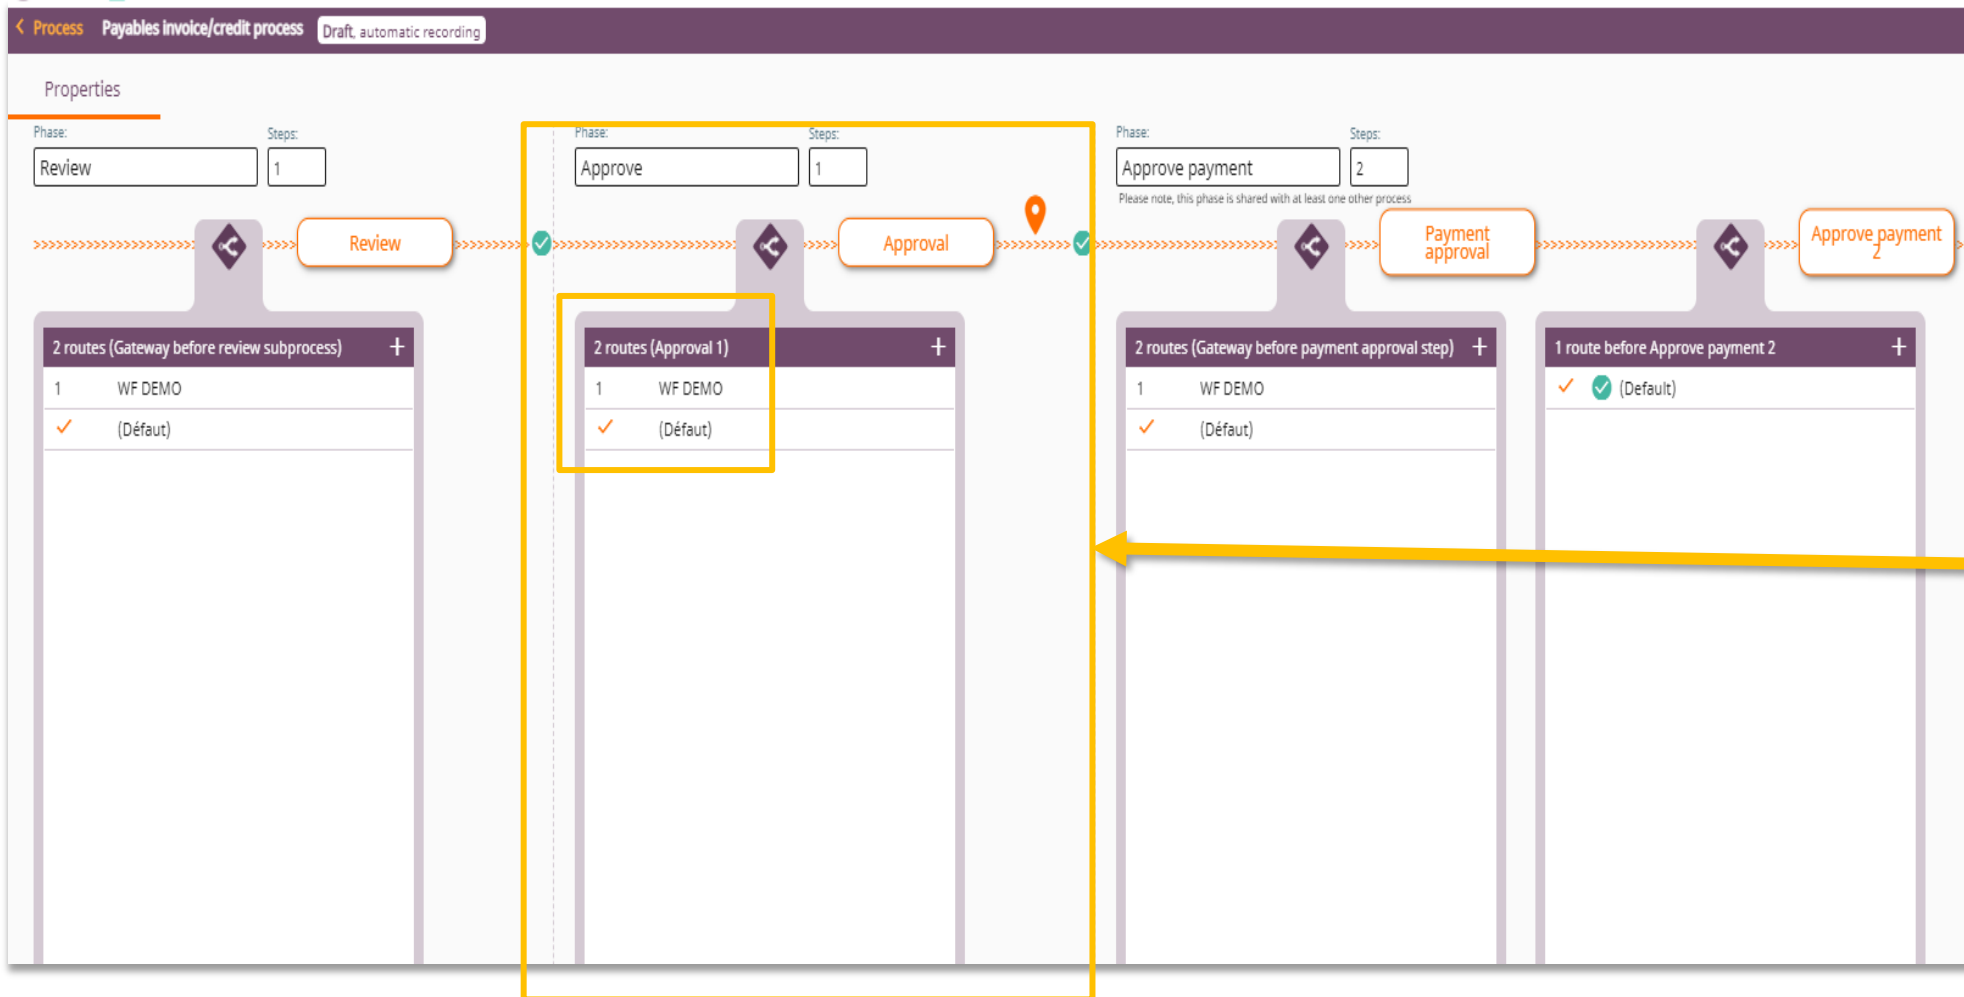 Process Payables invoice/credit process Draft, automatic recording
Properties
Phase: Steps:
Review 1
Phase: Steps:
Approve 1
Phase: Steps:
Approve payment 2
Please note, this phase is shared with at least one other process
Review
Approval
Payment
approval
Approve payment
2
2 routes (Gateway before review subprocess) +
1 WF DEMO
(Défaut)
2 routes (Approval 1) +
1 WF DEMO
(Défaut)
2 routes (Gateway before payment approval step) +
1 WF DEMO
(Défaut)
1 route before Approve payment 2 +
(Default)